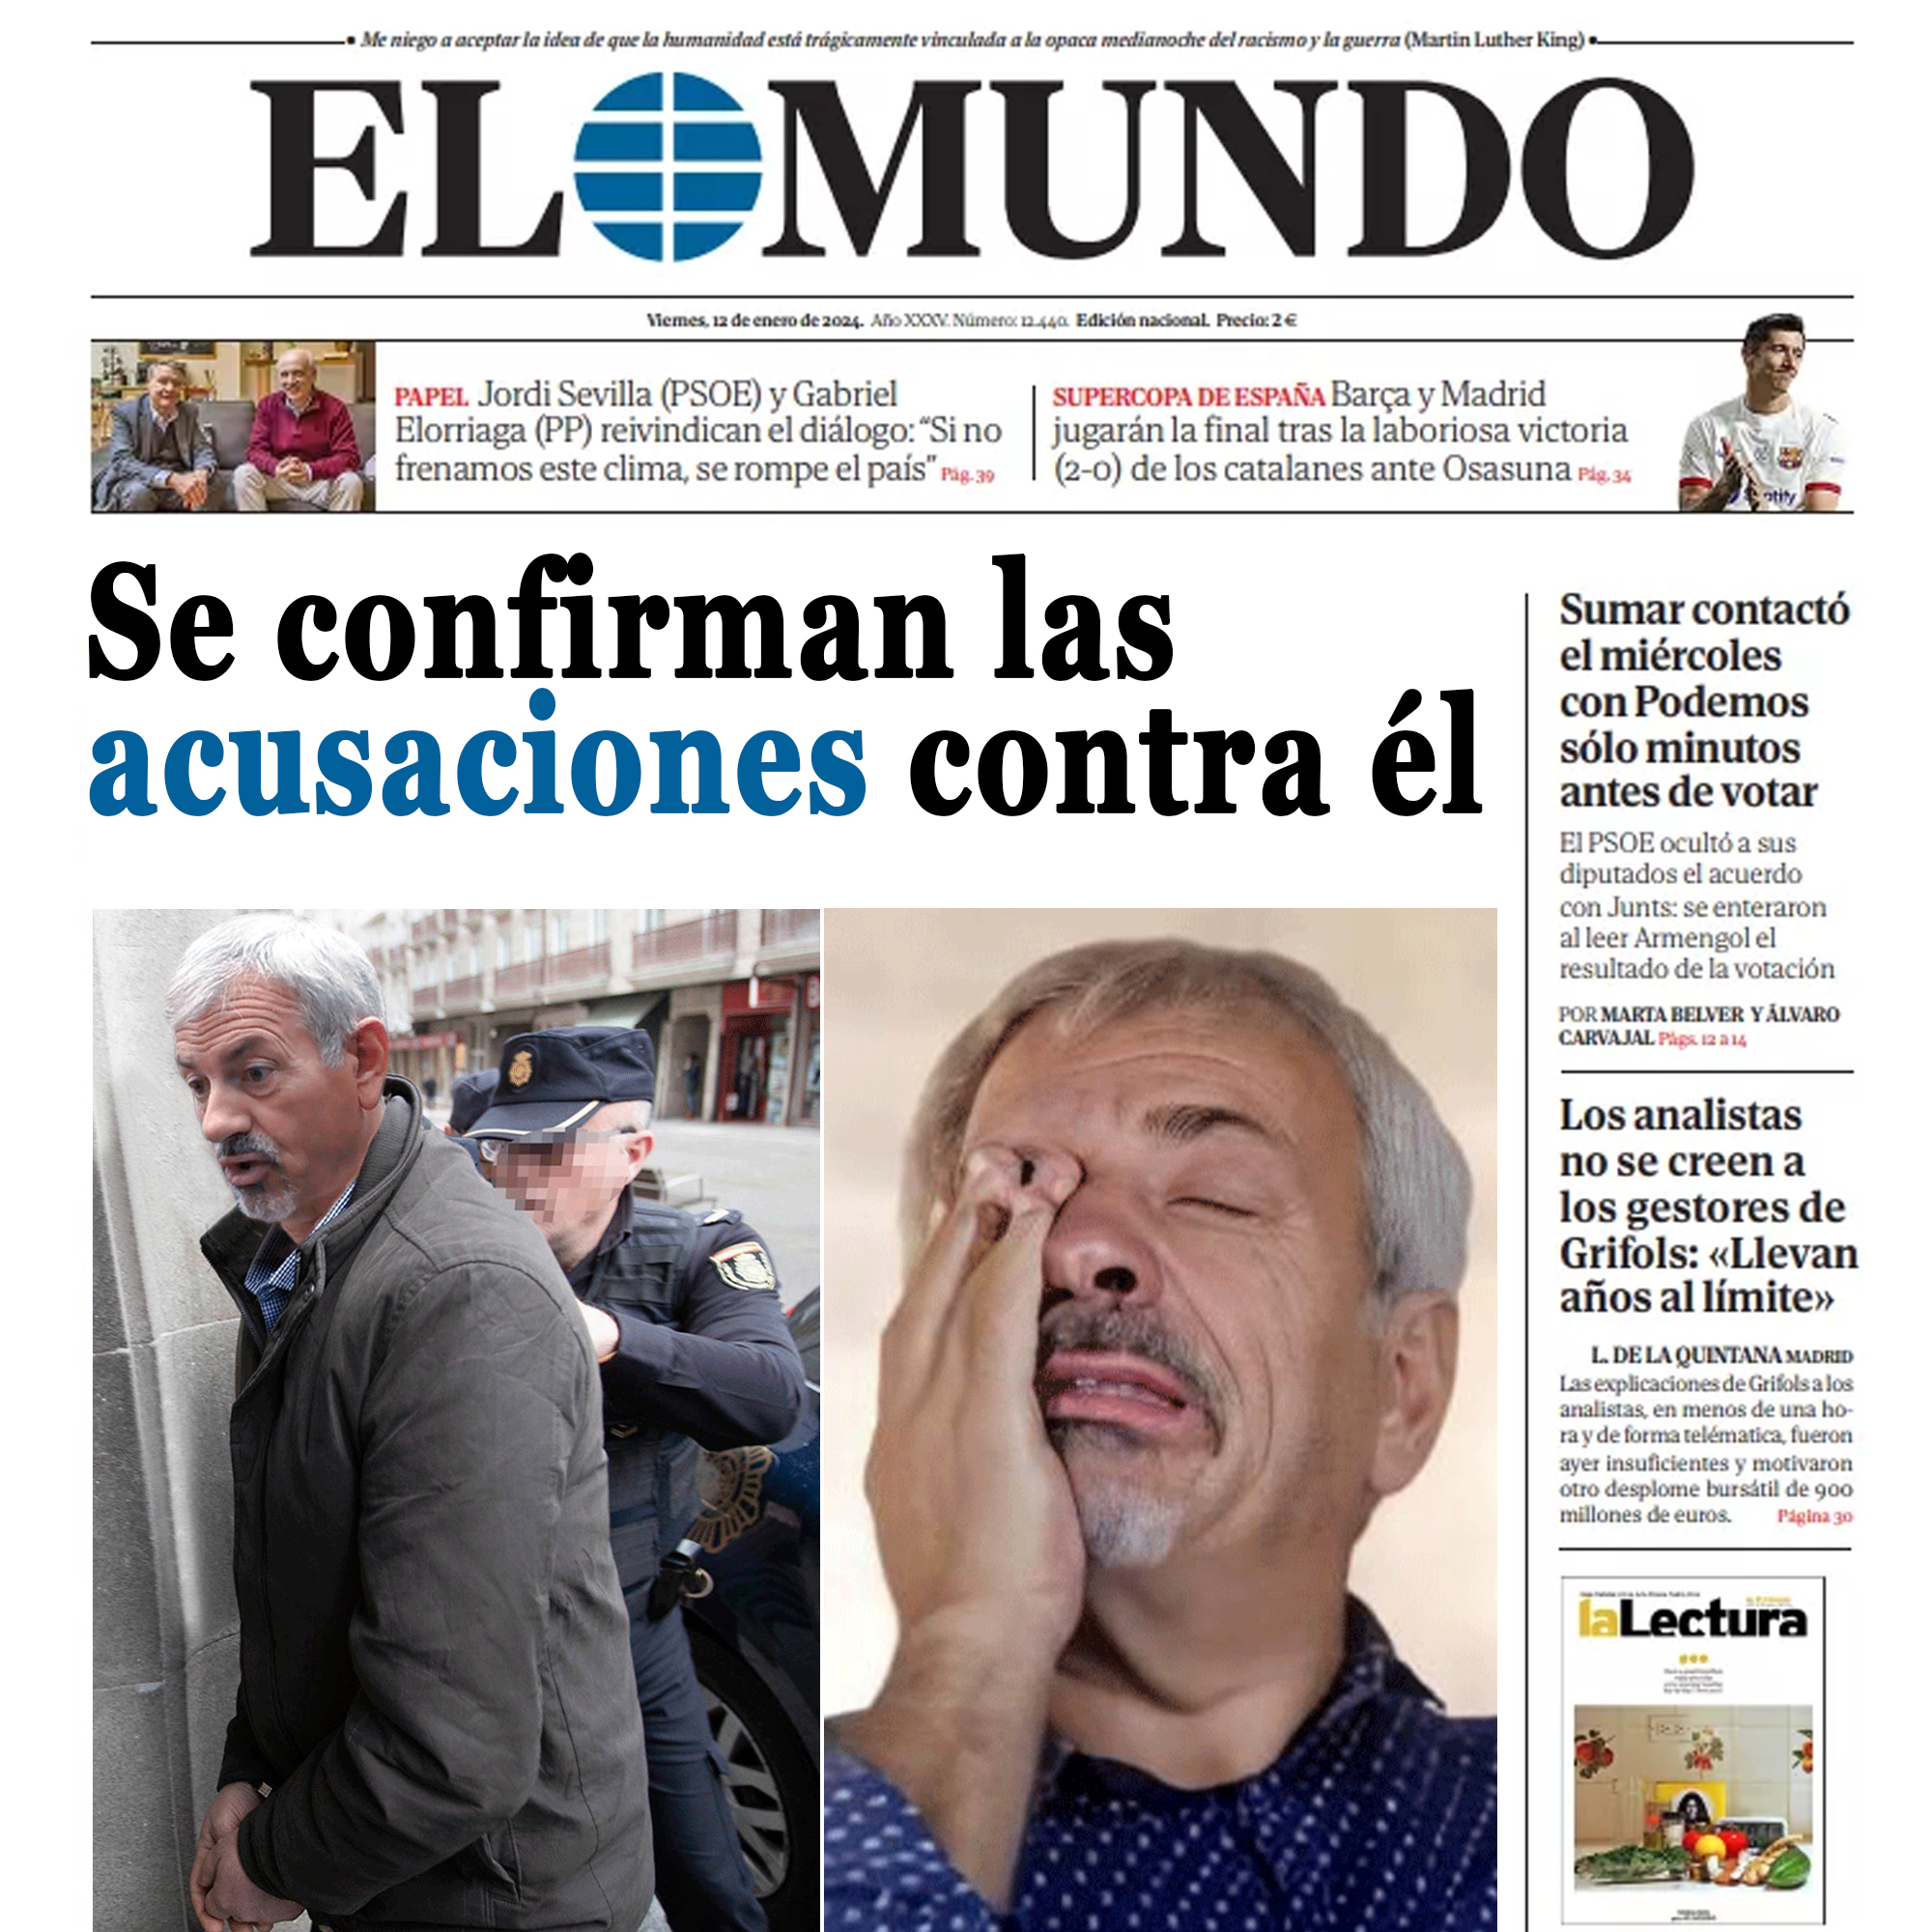 Me niego a aceptar la idea de que la humanidad está trágicamente vinculada a la opaca medianoche del racismo y la guerra (Martin Luther King)
EL MUNDO
Viernes, 12 de enero de 2024. Año XXXV. Número: 12.440. Edición nacional. Precio: 2 €
PAPEL Jordi Sevilla (PSOE) y Gabriel
Elorriaga (PP) reivindican el diálogo: “Si no
frenamos este clima, se rompe el país” Pág. 39
SUPERCOPA DE ESPAÑA Barça y Madrid
jugarán la final tras la laboriosa victoria
(2-0) de los catalanes ante Osasuna Pág. 34
Se confirman las
acusaciones contra él
Sumar contactó
el miércoles
con Podemos
sólo minutos
antes de votar
El PSOE ocultó a sus
diputados el acuerdo
con Junts: se enteraron
al leer Armengol el
resultado de la votación
POR MARTA BELVER Y ÁLVARO
CARVAJAL Págs. 12 a 14
Los analistas
no se creen a
los gestores de
Grifols: «Llevan
años al límite»
L. DE LA QUINTANA MADRID
Las explicaciones de Grifols a los
analistas, en menos de una ho-
ra y de forma telemática, fueron
ayer insuficientes y motivaron
otro desplome bursátil de 900
millones de euros. Página 30
laLectura